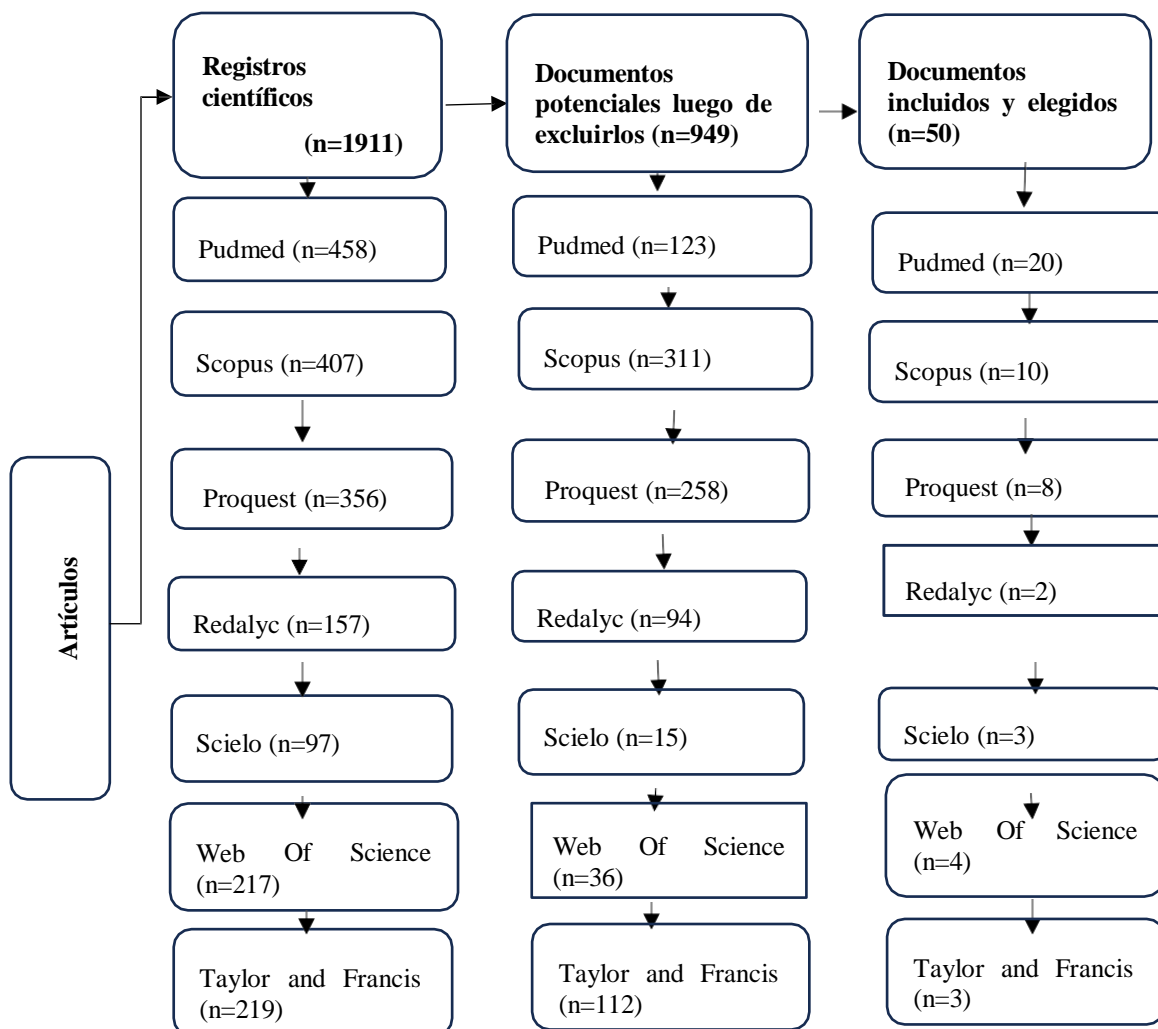 Artículos
Registros
científicos
(n=1911)
Pudmed (n=458)
Scopus (n=407)
Proquest (n=356)
Redalyc (n=157)
Scielo (n=97)
Web Of Science
(n=217)
Taylor and Francis
(n=219)
Documentos
potenciales luego de
excluirlos (n=949)
Pudmed (n=123)
Scopus (n=311)
Proquest (n=258)
Redalyc (n=94)
Scielo (n=15)
Web Of Science
(n=36)
Taylor and Francis
(n=112)
Documentos
incluidos y elegidos
(n=50)
Pudmed (n=20)
Scopus (n=10)
Proquest (n=8)
Redalyc (n=2)
Scielo (n=3)
Web Of Science
(n=4)
Taylor and Francis
(n=3)